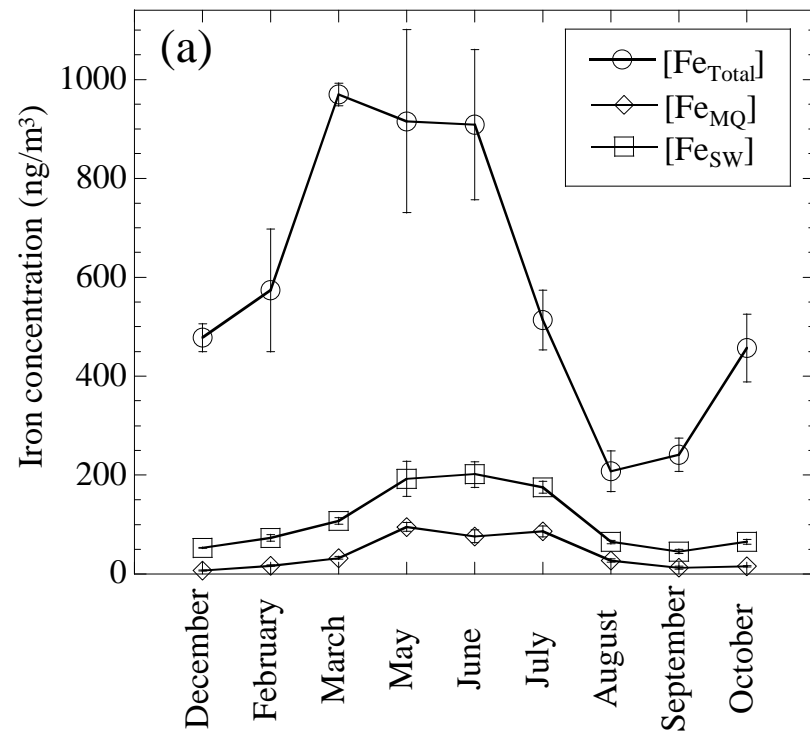 (a)
[Fe_Total]
[Fe_MQ]
[Fe_SW]
Iron concentration (ng/m³)
1000
800
600
400
200
0
December
February
March
May
June
July
August
September
October